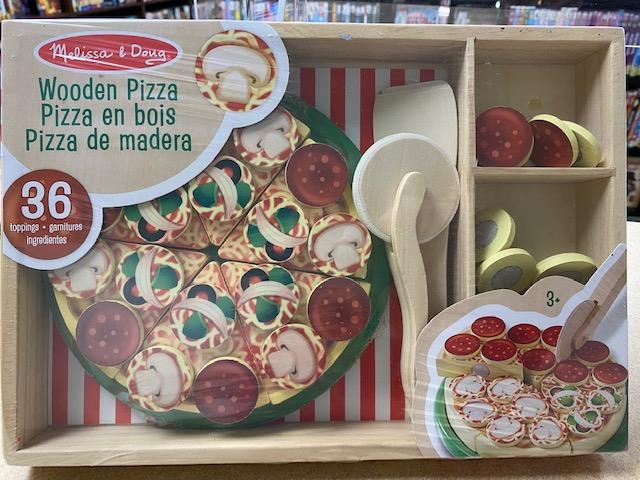 Melissa & Doug
Wooden Pizza
Pizza en bois
Pizza de madera
36
toppings • garnitures
ingredientes
3+